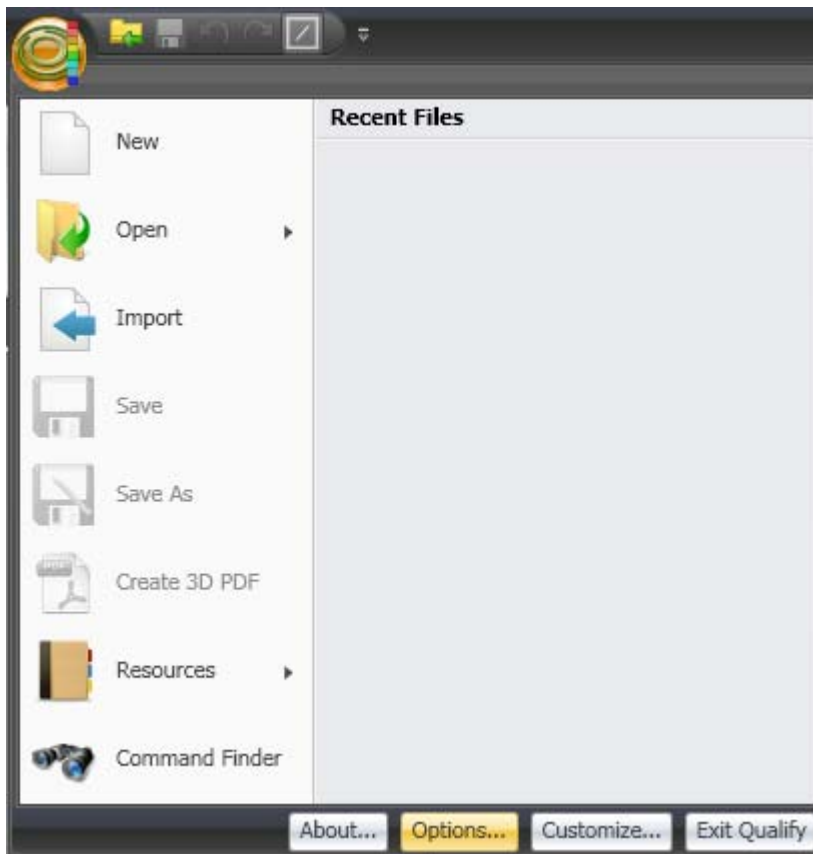 Recent Files
New
Open
Import
Save
Save As
Create 3D PDF
Resources
Command Finder
About... Options... Customize... Exit Qualify